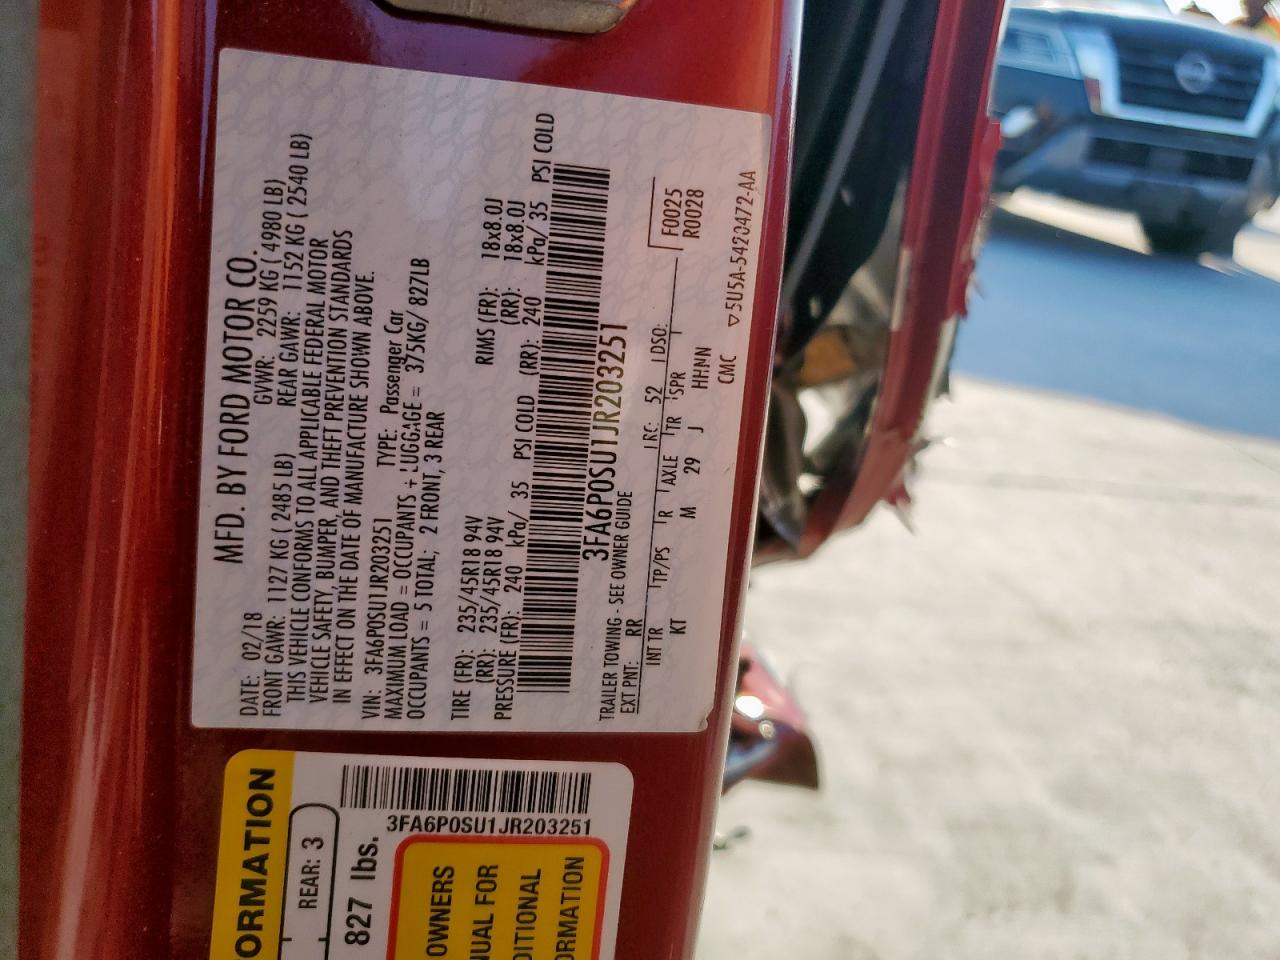 MFD. BY FORD MOTOR CO.
DATE: 02/18 GVWR: 2259 KG ( 4980 LB)
FRONT GAWR: 1127 KG ( 2485 LB) REAR GAWR: 1152 KG ( 2540 LB)
THIS VEHICLE CONFORMS TO ALL APPLICABLE FEDERAL MOTOR
VEHICLE SAFETY, BUMPER, AND THEFT PREVENTION STANDARDS
IN EFFECT ON THE DATE OF MANUFACTURE SHOWN ABOVE.
VIN: 3FA6P0SU1JR203251 TYPE: Passenger Car
MAXIMUM LOAD = OCCUPANTS + LUGGAGE = 375KG/ 827LB
OCCUPANTS = 5 TOTAL; 2 FRONT, 3 REAR
TIRE (FR): 235/45R18 94V RIMS (FR): 18x8.0J
(RR): 235/45R18 94V (RR): 18x8.0J
PRESSURE (FR): 240 kPa/ 35 PSI COLD (RR): 240 kPa/ 35 PSI COLD
3FA6P0SU1JR203251
TRAILER TOWING - SEE OWNER GUIDE
EXT PNT: RR RC: 52 DSO: F0025
R0028
INT TR TP/PS R AXLE TR SPR
KT M 29 J HHNN
CMC ▽5U5A-5420472-AA
ORMATION
REAR: 3
827 lbs.
3FA6P0SU1JR203251
OWNERS
NUAL FOR
DITIONAL
ORMATION